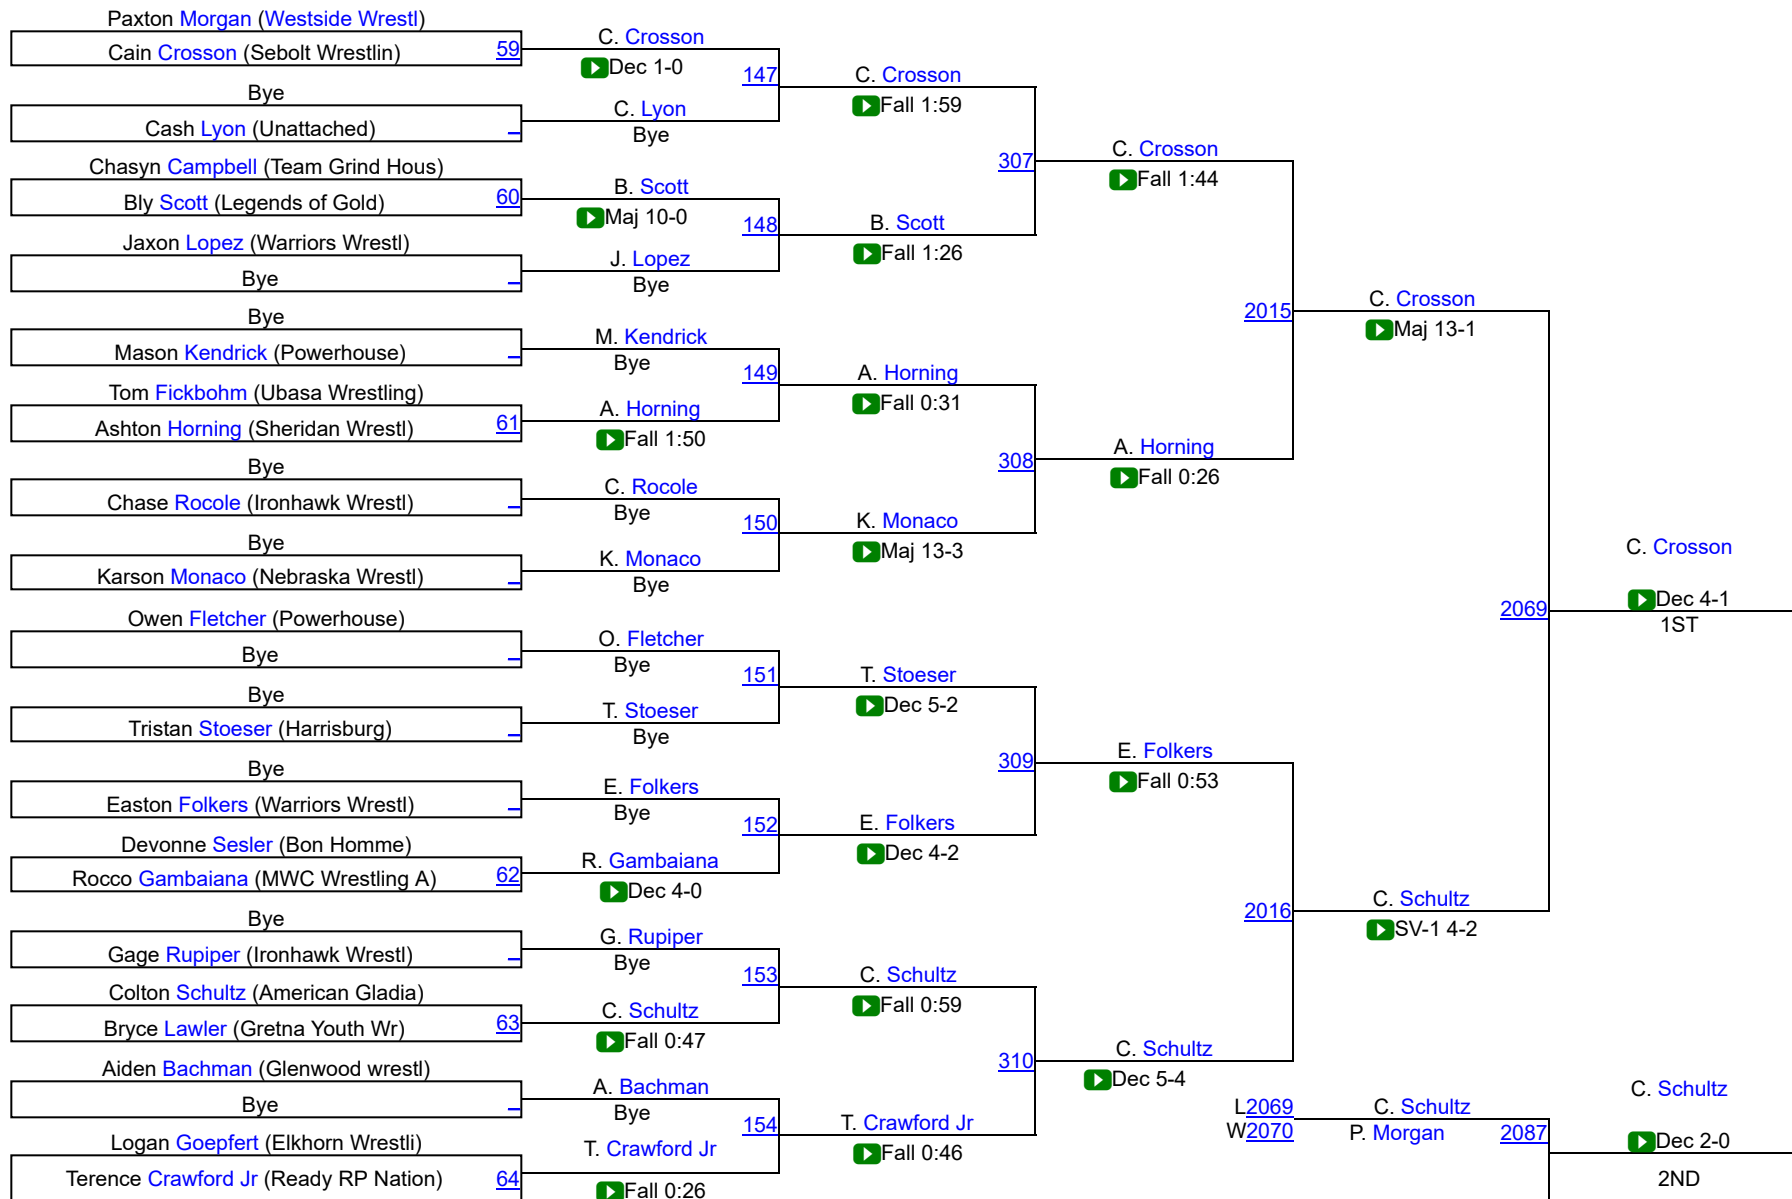 Paxton Morgan (Westside Wrestl)
Cain Crosson (Sebolt Wrestlin) 59
Bye
Cash Lyon (Unattached) –
Chasyn Campbell (Team Grind Hous)
Bly Scott (Legends of Gold) 60
Jaxon Lopez (Warriors Wrestl)
Bye –
Bye
Mason Kendrick (Powerhouse) –
Tom Fickbohm (Ubasa Wrestling)
Ashton Horning (Sheridan Wrestl) 61
Bye
Chase Rocole (Ironhawk Wrestl) –
Bye
Karson Monaco (Nebraska Wrestl) –
Owen Fletcher (Powerhouse)
Bye –
Bye
Tristan Stoeser (Harrisburg) –
Bye
Easton Folkers (Warriors Wrestl) –
Devonne Sesler (Bon Homme)
Rocco Gambaiana (MWC Wrestling A) 62
Bye
Gage Rupiper (Ironhawk Wrestl) –
Colton Schultz (American Gladia)
Bryce Lawler (Gretna Youth Wr) 63
Aiden Bachman (Glenwood wrestl)
Bye –
Logan Goepfert (Elkhorn Wrestli)
Terence Crawford Jr (Ready RP Nation) 64
C. Crosson
Dec 1-0
147
C. Lyon
Bye
B. Scott
Maj 10-0
148
J. Lopez
Bye
M. Kendrick
Bye
149
A. Horning
Fall 1:50
C. Rocole
Bye
150
K. Monaco
Bye
O. Fletcher
Bye
151
T. Stoeser
Bye
E. Folkers
Bye
152
R. Gambaiana
Dec 4-0
G. Rupiper
Bye
153
C. Schultz
Fall 0:47
A. Bachman
Bye
154
T. Crawford Jr
Fall 0:26
C. Crosson
Fall 1:59
307
B. Scott
Fall 1:26
A. Horning
Fall 0:31
308
K. Monaco
Maj 13-3
T. Stoeser
Dec 5-2
309
E. Folkers
Dec 4-2
C. Schultz
Fall 0:59
310
T. Crawford Jr
Fall 0:46
C. Crosson
Fall 1:44
2015
A. Horning
Fall 0:26
E. Folkers
Fall 0:53
2016
C. Schultz
Dec 5-4
C. Crosson
Maj 13-1
2069
C. Schultz
SV-1 4-2
C. Crosson
Dec 4-1
1ST
L2069 C. Schultz
W2070 P. Morgan 2087
C. Schultz
Dec 2-0
2ND